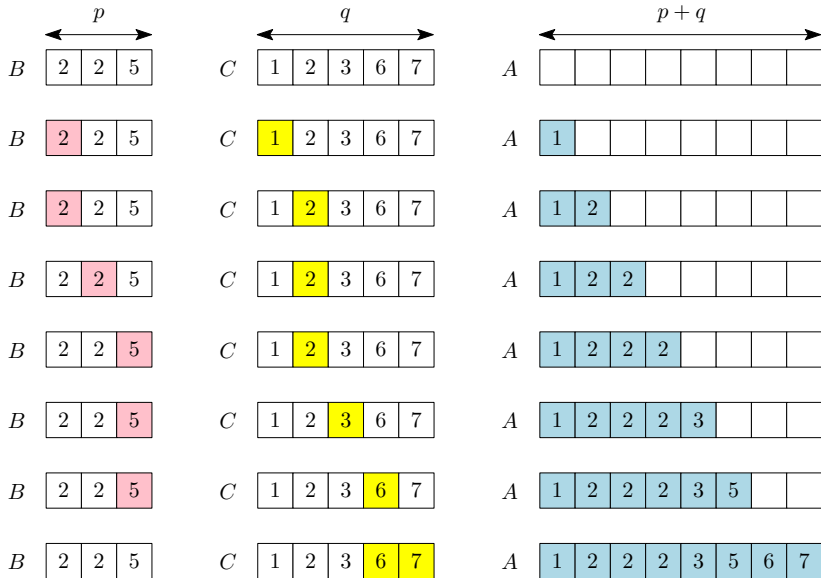 p q p + q
B 2 2 5 C 1 2 3 6 7 A
B 2 2 5 C 1 2 3 6 7 A 1
B 2 2 5 C 1 2 3 6 7 A 1 2
B 2 2 5 C 1 2 3 6 7 A 1 2 2
B 2 2 5 C 1 2 3 6 7 A 1 2 2 2
B 2 2 5 C 1 2 3 6 7 A 1 2 2 2 3
B 2 2 5 C 1 2 3 6 7 A 1 2 2 2 3 5
B 2 2 5 C 1 2 3 6 7 A 1 2 2 2 3 5 6 7